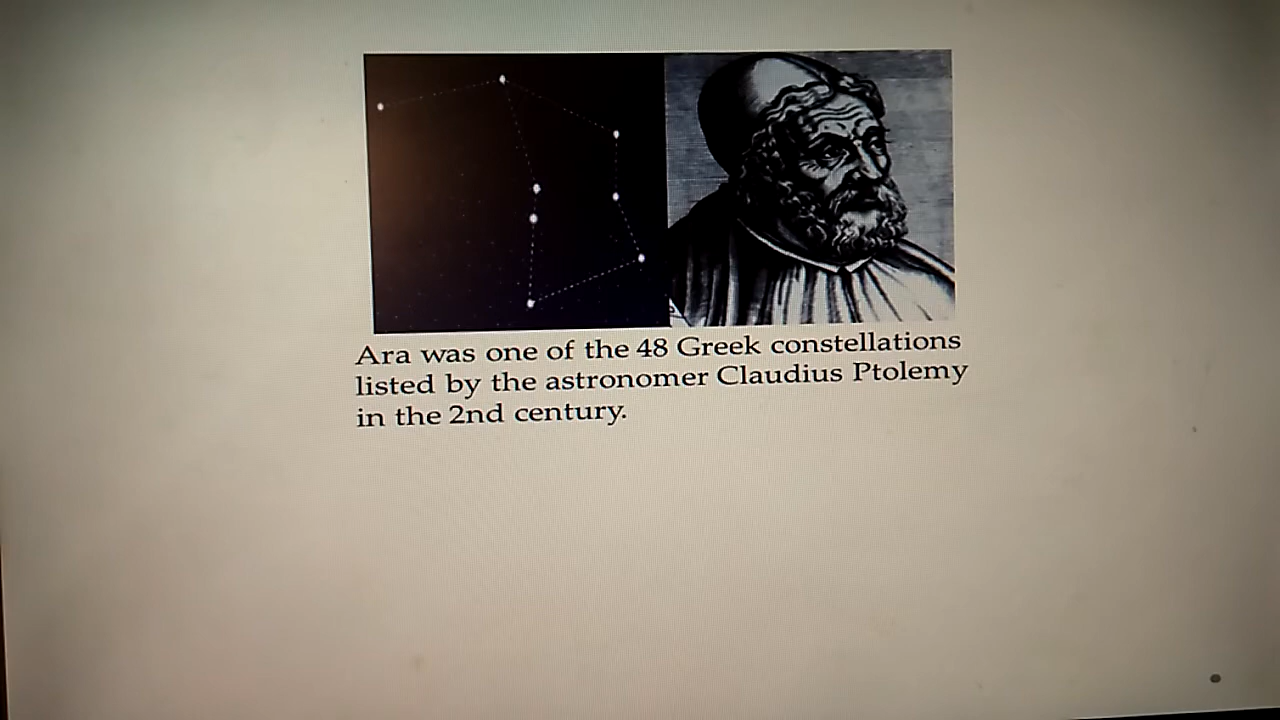 Ara was one of the 48 Greek constellations
listed by the astronomer Claudius Ptolemy
in the 2nd century.